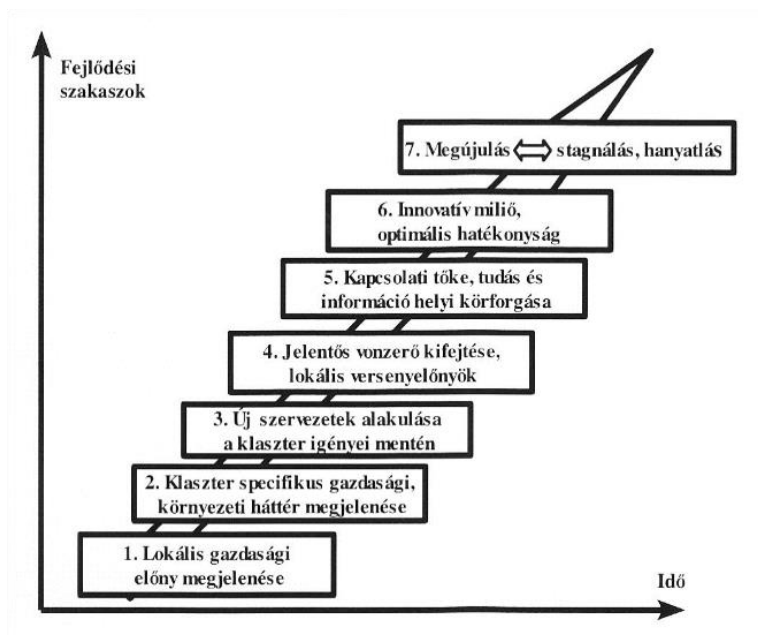 Fejlődési
szakaszok
7. Megújulás ⇔ stagnálás, hanyatlás
6. Innovatív miliő,
optimális hatékonyság
5. Kapcsolati tőke, tudás és
információ helyi körforgása
4. Jelentős vonzerő kifejtése,
lokális versenyelőnyök
3. Új szervezetek alakulása
a klaszter igényei mentén
2. Klaszter specifikus gazdasági,
környezeti háttér megjelenése
1. Lokális gazdasági
előny megjelenése
Idő